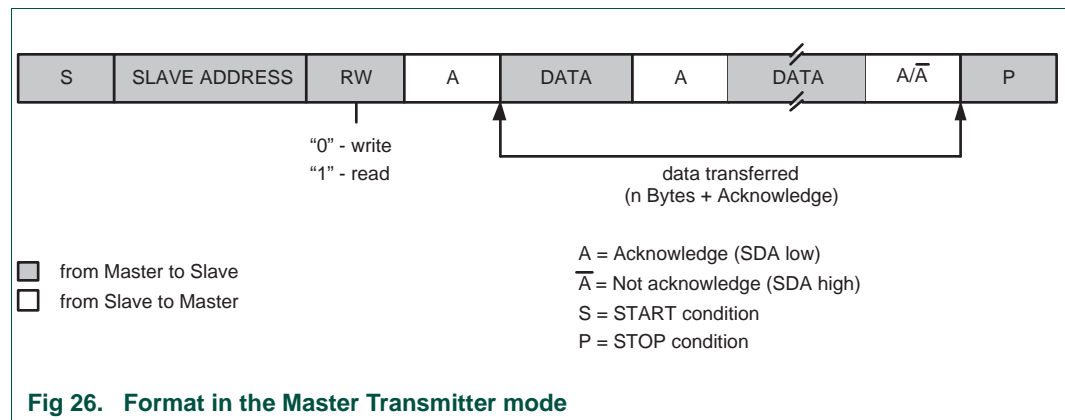 S SLAVE ADDRESS RW A DATA A DATA A/A̅ P
“0” - write
“1” - read
data transferred
(n Bytes + Acknowledge)
from Master to Slave
from Slave to Master
A = Acknowledge (SDA low)
A̅ = Not acknowledge (SDA high)
S = START condition
P = STOP condition
Fig 26. Format in the Master Transmitter mode